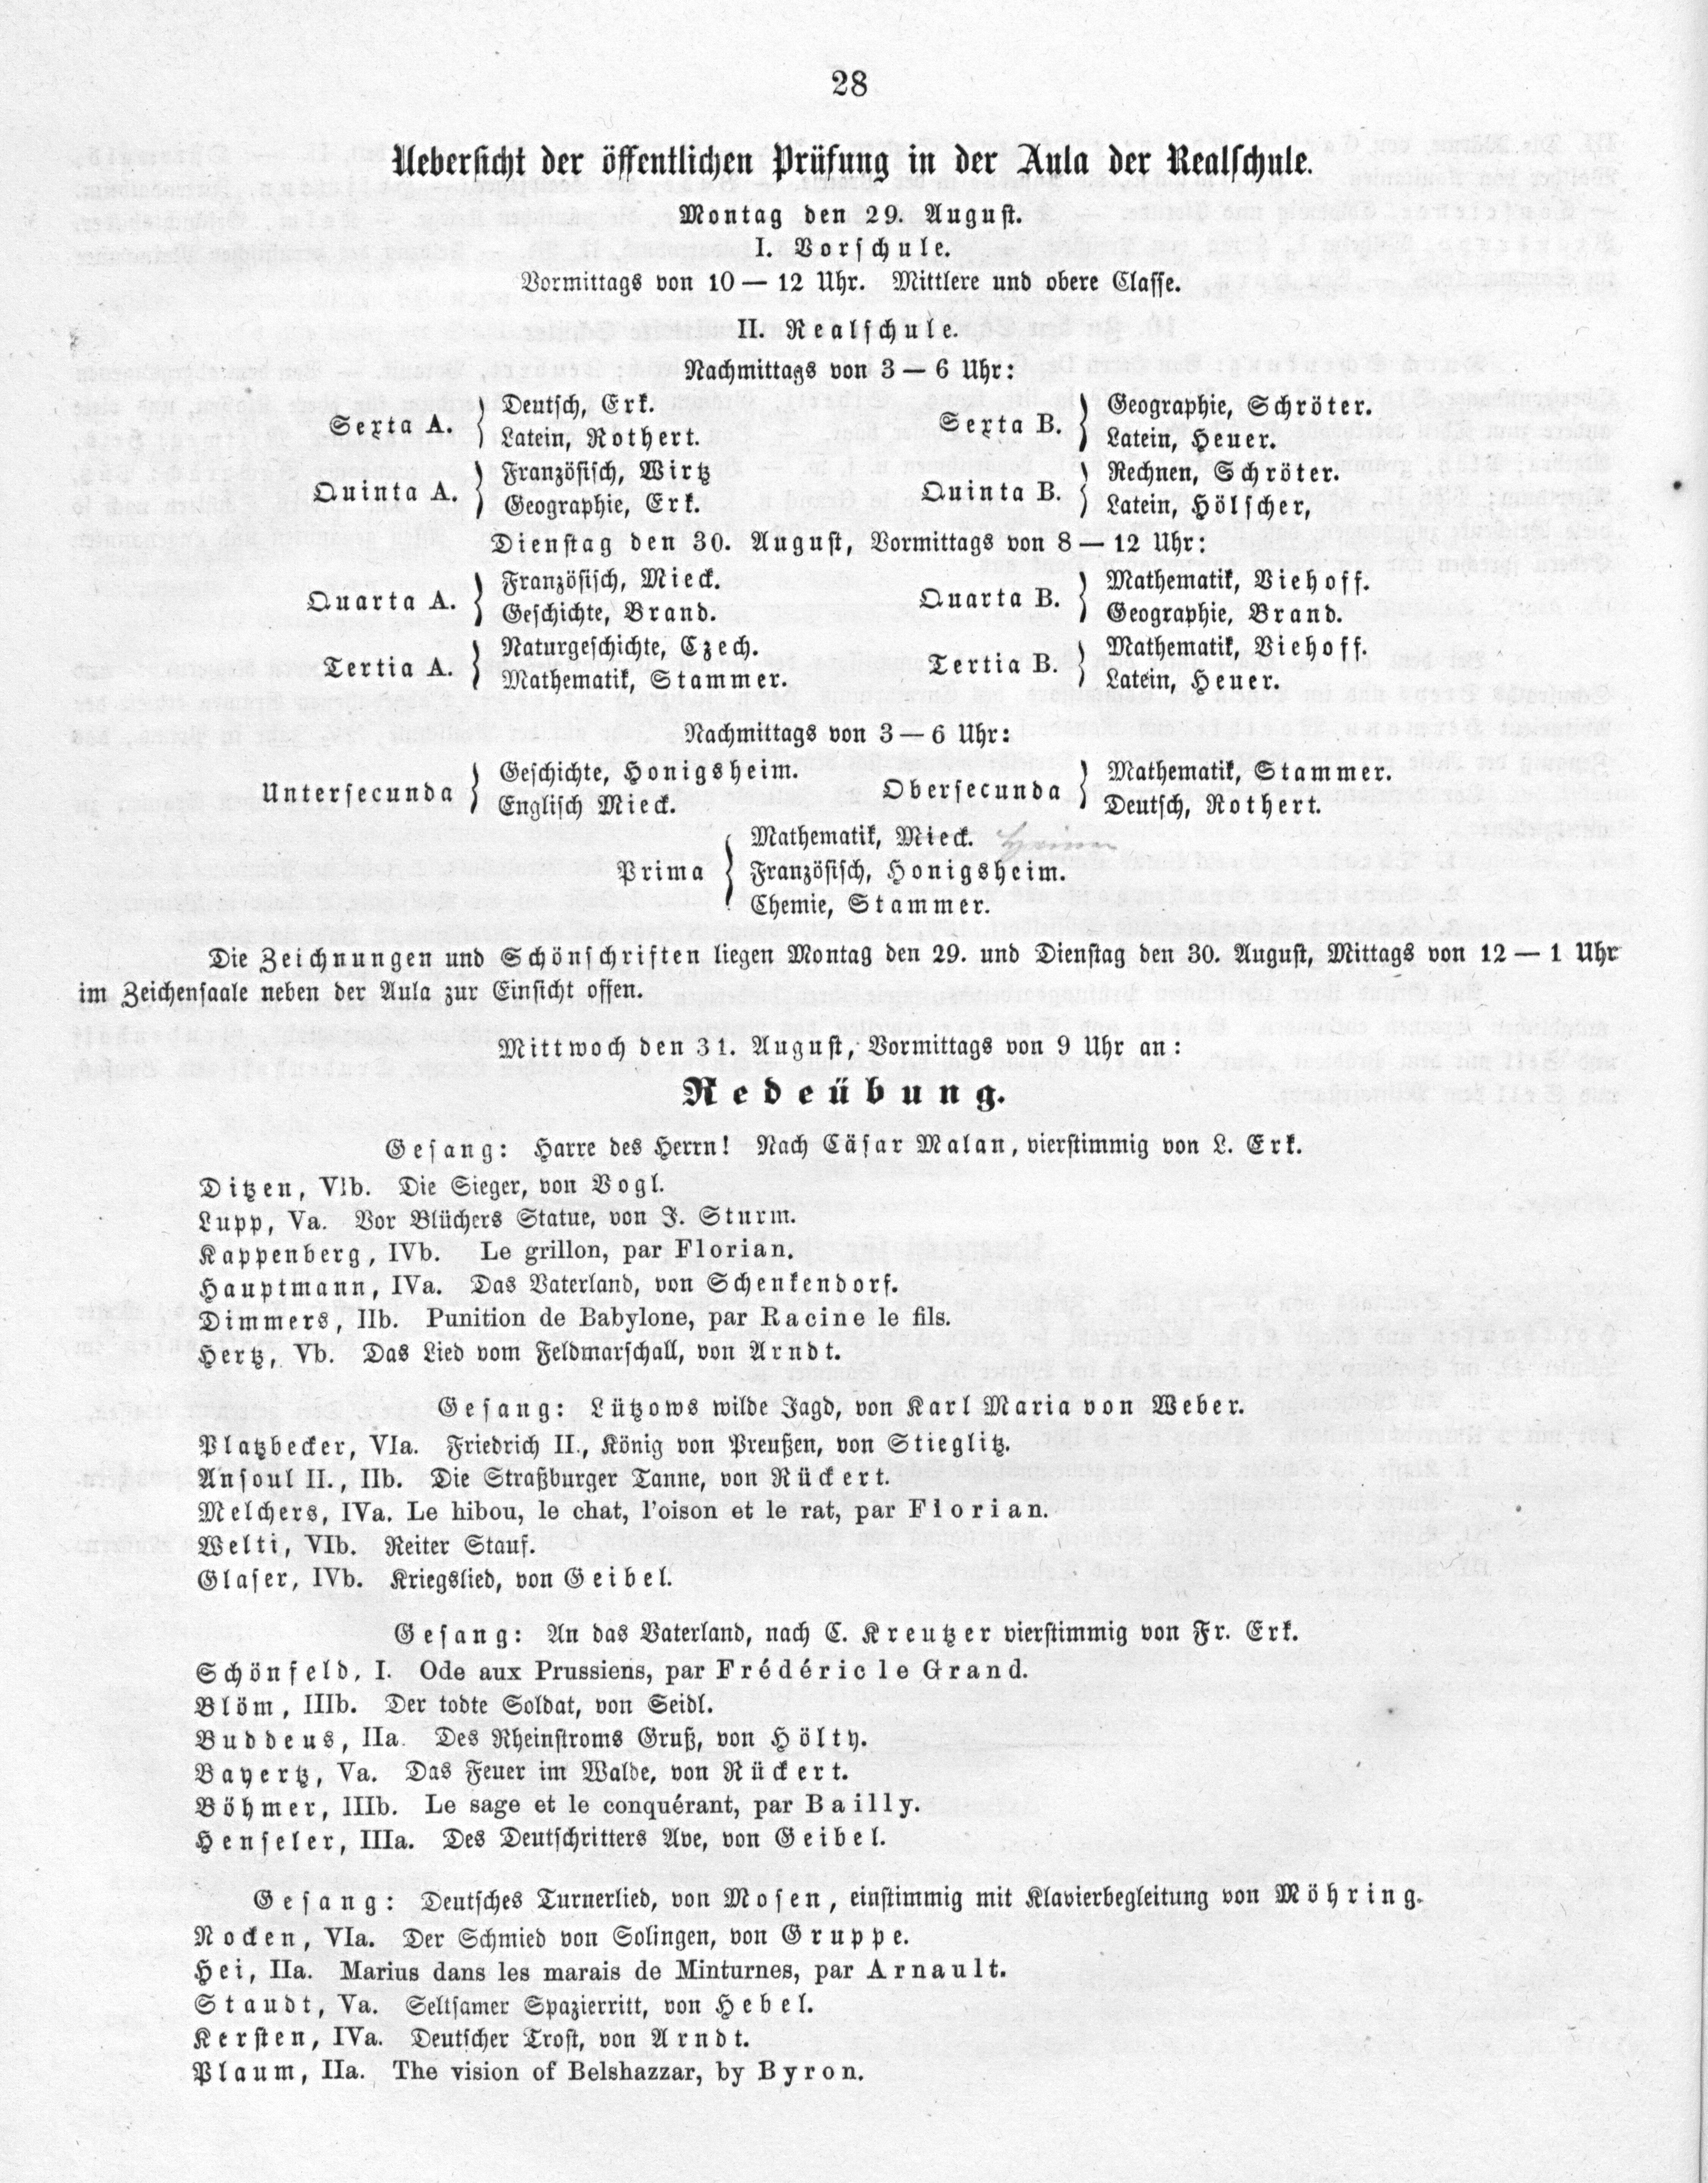 28
Uebersicht der öffentlichen Prüfung in der Aula der Realschule.
Montag den 29. August.
I. Vorschule.
Vormittags von 10 — 12 Uhr. Mittlere und obere Classe.
II. Realschule.
Nachmittags von 3 — 6 Uhr:
Sexta A. { Deutsch, Erk.
Latein, Rothert.
Sexta B. } Geographie, Schröter.
Latein, Heuer.
Quinta A. { Französisch, Wirtz
Geographie, Erk.
Quinta B. } Rechnen, Schröter.
Latein, Hölscher,
Dienstag den 30. August, Vormittags von 8 — 12 Uhr:
Quarta A. { Französisch, Mieck.
Geschichte, Brand.
Quarta B. } Mathematik, Viehoff.
Geographie, Brand.
Tertia A. { Naturgeschichte, Czech.
Mathematik, Stammer.
Tertia B. } Mathematik, Viehoff.
Latein, Heuer.
Nachmittags von 3 — 6 Uhr:
Untersecunda { Geschichte, Honigsheim.
Englisch Mieck.
Obersecunda } Mathematik, Stammer.
Deutsch, Rothert.
Prima { Mathematik, Mieck.
Französisch, Honigsheim.
Chemie, Stammer.
Die Zeichnungen und Schönschriften liegen Montag den 29. und Dienstag den 30. August, Mittags von 12 — 1 Uhr
im Zeichensaale neben der Aula zur Einsicht offen.
Mittwoch den 31. August, Vormittags von 9 Uhr an:
Redeübung.
Gesang: Harre des Herrn! Nach Cäsar Malan, vierstimmig von L. Erk.
Ditzen, VIb. Die Sieger, von Vogl.
Lupp, Va. Vor Blüchers Statue, von J. Sturm.
Kappenberg, IVb. Le grillon, par Florian.
Hauptmann, IVa. Das Vaterland, von Schenkendorf.
Dimmers, IIb. Punition de Babylone, par Racine le fils.
Hertz, Vb. Das Lied vom Feldmarschall, von Arndt.
Gesang: Lützows wilde Jagd, von Karl Maria von Weber.
Platzbecker, VIa. Friedrich II., König von Preußen, von Stieglitz.
Ansoul II., IIb. Die Straßburger Tanne, von Rückert.
Melchers, IVa. Le hibou, le chat, l'oison et le rat, par Florian.
Welti, VIb. Reiter Stauf.
Glaser, IVb. Kriegslied, von Geibel.
Gesang: An das Vaterland, nach C. Kreutzer vierstimmig von Fr. Erk.
Schönfeld, I. Ode aux Prussiens, par Frédéric le Grand.
Blöm, IIIb. Der todte Soldat, von Seidl.
Buddeus, IIa. Des Rheinstroms Gruß, von Hölty.
Bayertz, Va. Das Feuer im Walde, von Rückert.
Böhmer, IIIb. Le sage et le conquérant, par Bailly.
Henseler, IIIa. Des Deutschritters Ave, von Geibel.
Gesang: Deutsches Turnerlied, von Mosen, einstimmig mit Klavierbegleitung von Möhring.
Nocken, VIa. Der Schmied von Solingen, von Gruppe.
Hei, IIa. Marius dans les marais de Minturnes, par Arnault.
Staudt, Va. Seltsamer Spazierritt, von Hebel.
Kersten, IVa. Deutscher Trost, von Arndt.
Plaum, IIa. The vision of Belshazzar, by Byron.